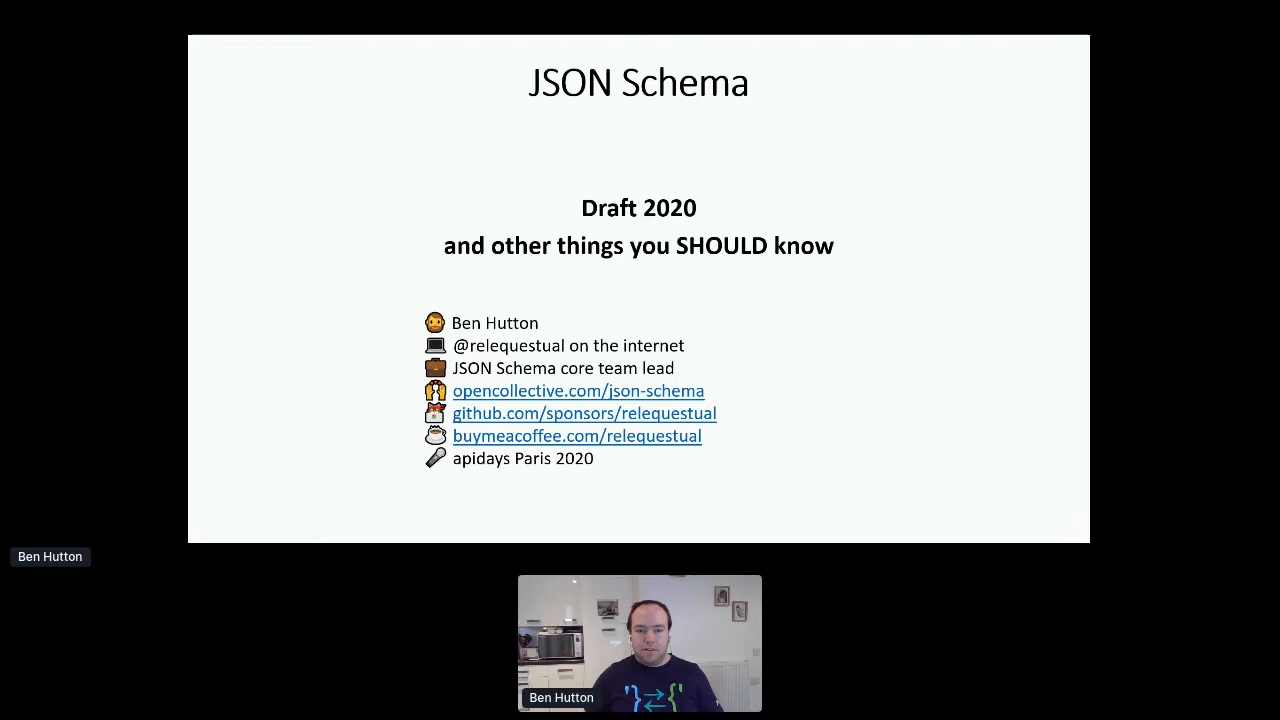 JSON Schema
Draft 2020
and other things you SHOULD know
Ben Hutton
@relequestual on the internet
JSON Schema core team lead
opencollective.com/json-schema
github.com/sponsors/relequestual
buymeacoffee.com/relequestual
apidays Paris 2020
Ben Hutton
Ben Hutton
'}⇄{'